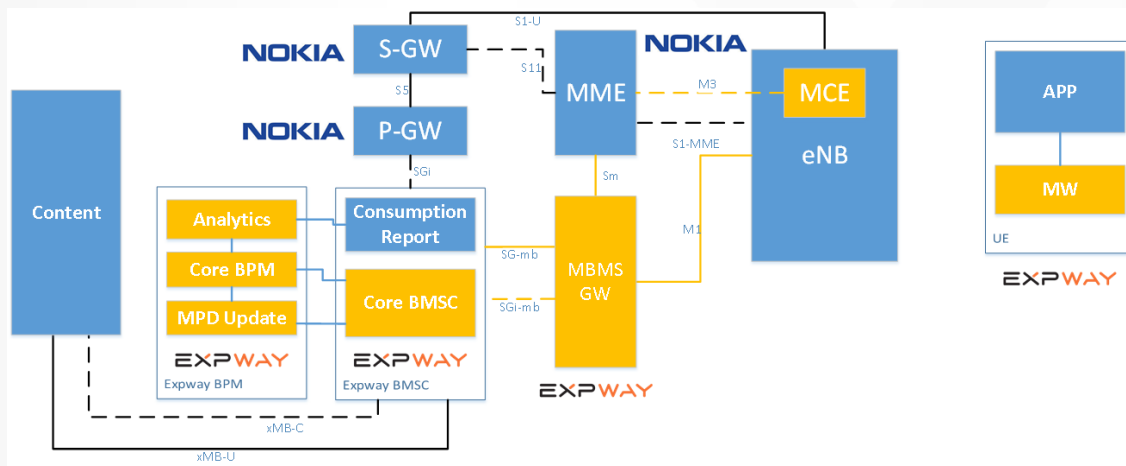 S1-U
NOKIA
S-GW
S11
S5
NOKIA
P-GW
SGi
MME
NOKIA
M3
MCE
eNB
S1-MME
Sm
M1
APP
MW
UE
EXPWAY
Content
Analytics
Core BPM
MPD Update
EXPWAY
Expway BPM
Consumption
Report
Core BMSC
EXPWAY
Expway BMSC
SG-mb
SGi-mb
MBMS
GW
EXPWAY
xMB-C
xMB-U